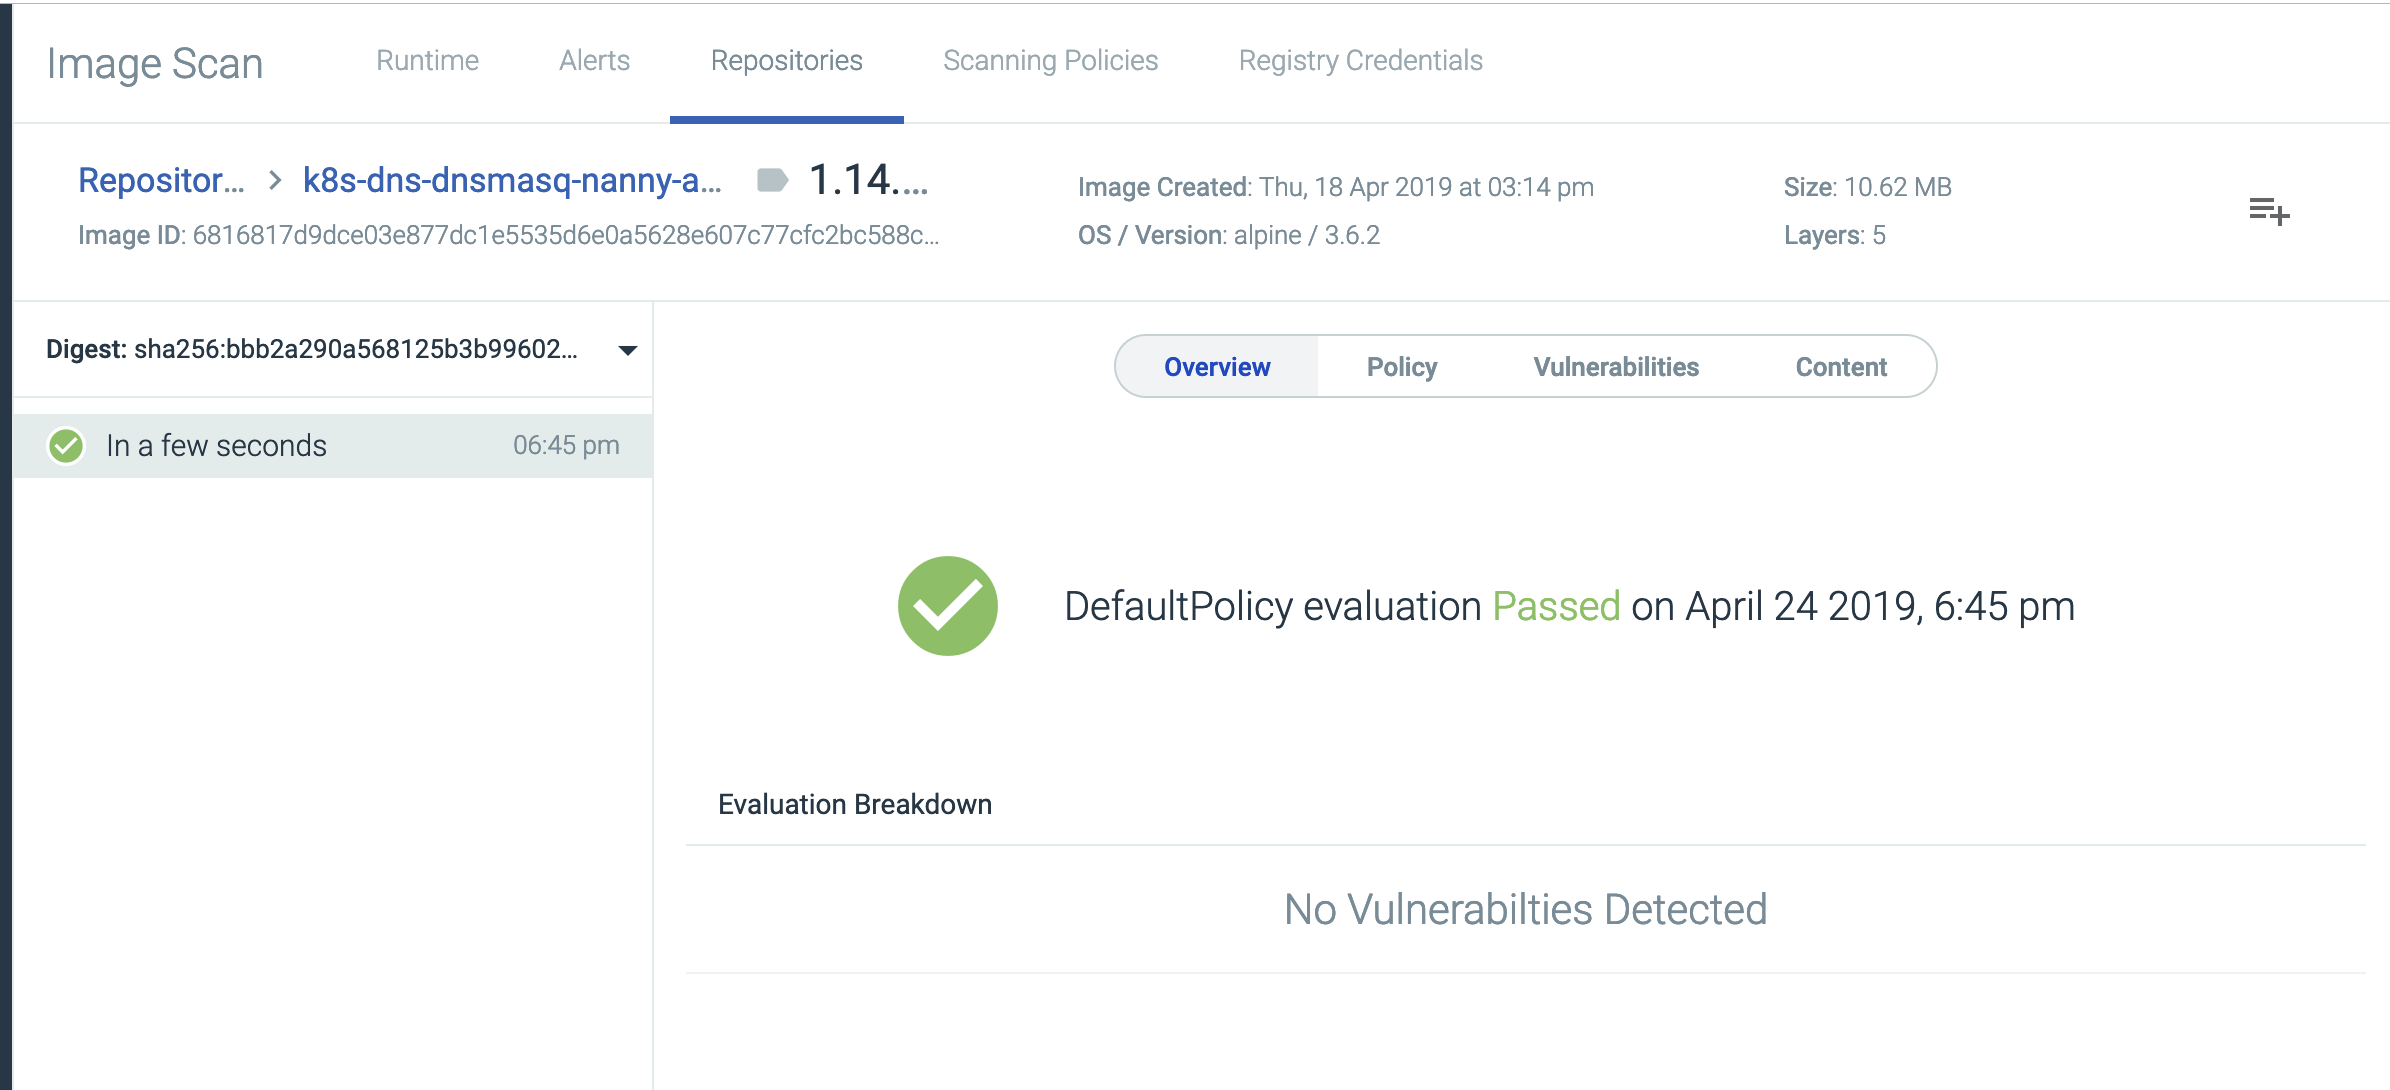 Image Scan Runtime Alerts Repositories Scanning Policies Registry Credentials
Repositor... > k8s-dns-dnsmasq-nanny-a... 1.14....
Image ID: 6816817d9dce03e877dc1e5535d6e0a5628e607c77cfc2bc588c...
Image Created: Thu, 18 Apr 2019 at 03:14 pm
OS / Version: alpine / 3.6.2
Size: 10.62 MB
Layers: 5
Digest: sha256:bbb2a290a568125b3b99602...
In a few seconds 06:45 pm
Overview Policy Vulnerabilities Content
DefaultPolicy evaluation Passed on April 24 2019, 6:45 pm
Evaluation Breakdown
No Vulnerabilties Detected